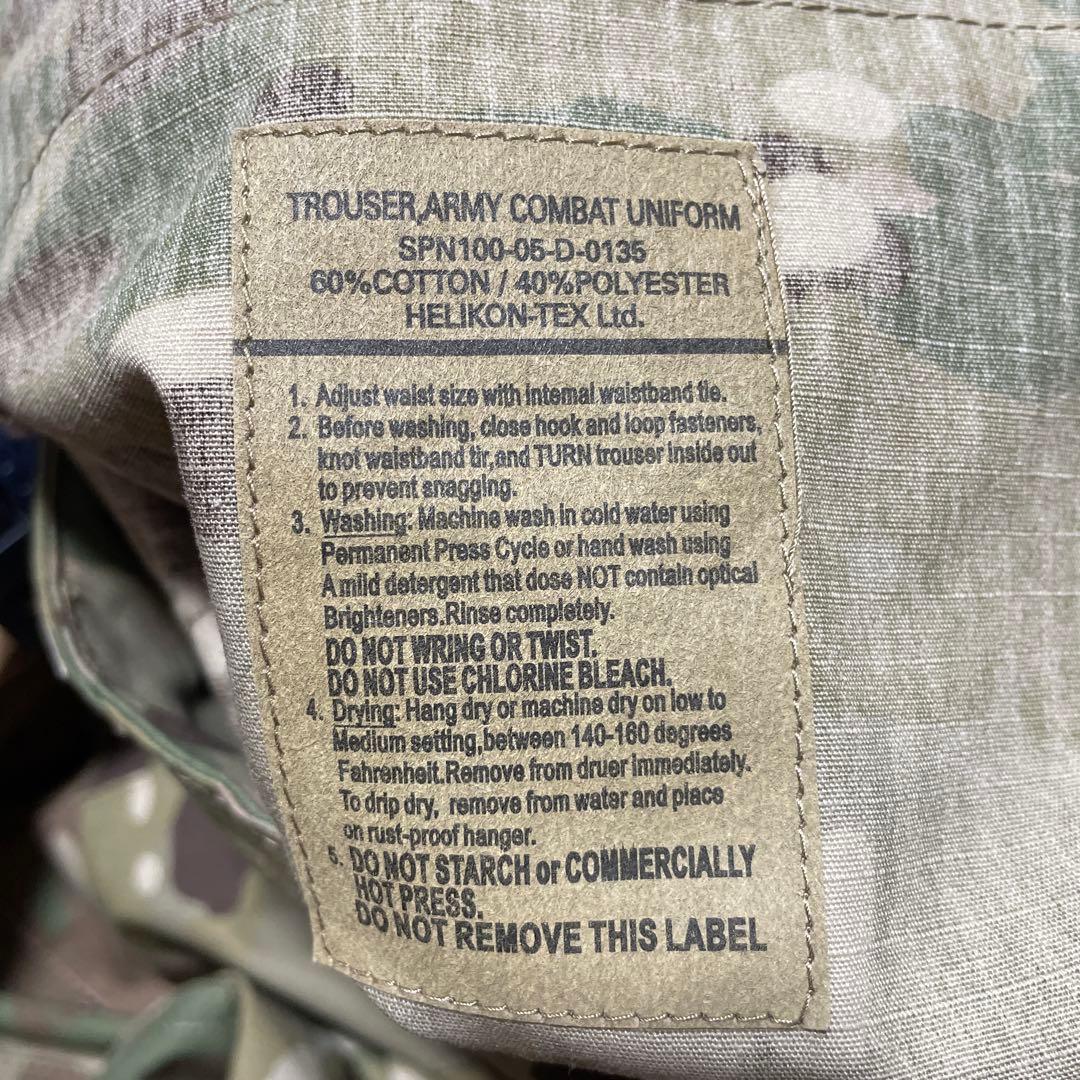 TROUSER,ARMY COMBAT UNIFORM
SPN100-05-D-0135
60%COTTON / 40%POLYESTER
HELIKON-TEX Ltd.
1. Adjust waist size with internal waistband tie.
2. Before washing, close hook and loop fasteners,
knot waistband tir,and TURN trouser inside out
to prevent snagging.
3. Washing: Machine wash in cold water using
Permanent Press Cycle or hand wash using
A mild detergent that dose NOT contain optical
Brighteners.Rinse completely.
DO NOT WRING OR TWIST.
DO NOT USE CHLORINE BLEACH.
4. Drying: Hang dry or machine dry on low to
Medium setting,between 140-160 degrees
Fahrenheit.Remove from druer immediately.
To drip dry, remove from water and place
on rust-proof hanger.
5. DO NOT STARCH or COMMERCIALLY
HOT PRESS.
DO NOT REMOVE THIS LABEL